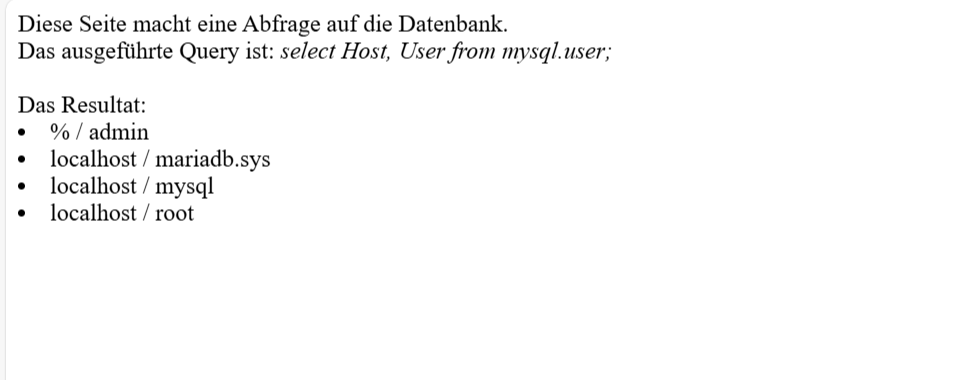 Diese Seite macht eine Abfrage auf die Datenbank.
Das ausgeführte Query ist: select Host, User from mysql.user;
Das Resultat:
• % / admin
• localhost / mariadb.sys
• localhost / mysql
• localhost / root